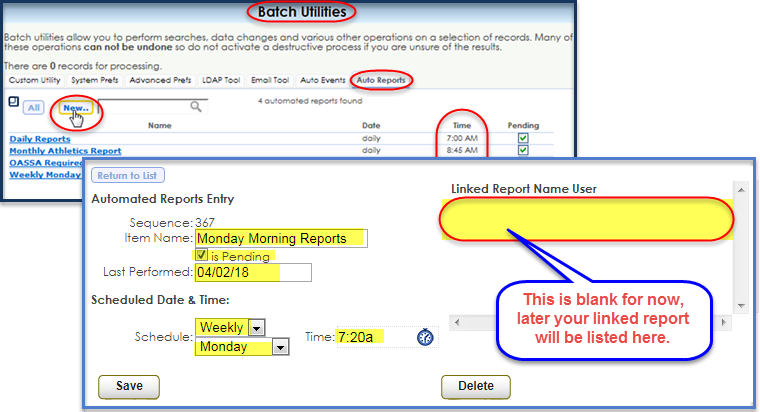 Batch Utilities
Batch utility allow you to perform searches, data changes and various other operations on a selection of records. Many of
these operations can not be undone so do not activate a destructive process if you are unsure of the results.
There are 0 records for processing.
Custom Utility System Prefs Advanced Prefs LDAP Tool Email Tool Auto Events Auto Reports
All New.. 4 automated reports found
Name Date Time Pending
Daily Reports daily 7:00 AM
Monthly Athletics Report daily 8:45 AM
OASSA Required
Weekly Monday
Return to List
Linked Report Name User
Automated Reports Entry
Sequence: 367
Item Name: Monday Morning Reports
is Pending
Last Performed: 04/02/18
This is blank for now,
later your linked report
will be listed here.
Scheduled Date & Time:
Schedule: Weekly Time: 7:20a
Monday
Save Delete